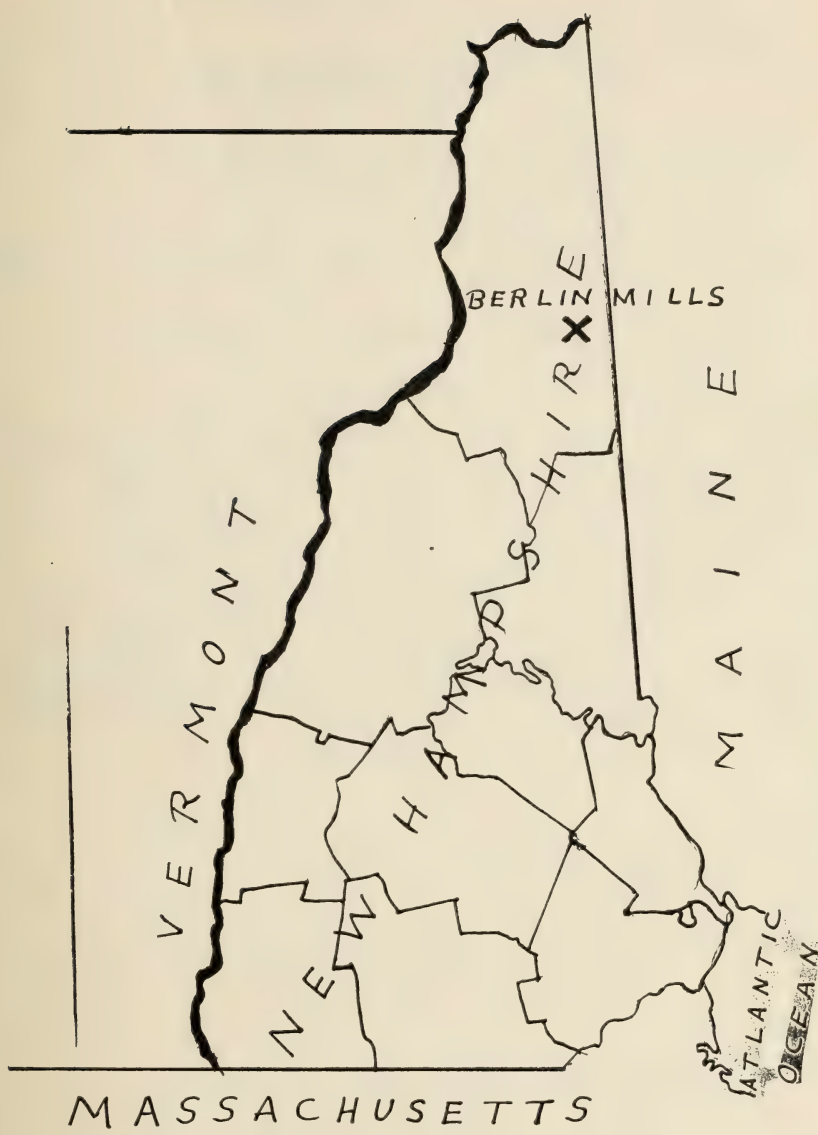 BERLIN MILLS
X
NEW HAMPSHIRE
VERMONT
MAINE
ATLANTIC
OCEAN
MASSACHUSETTS